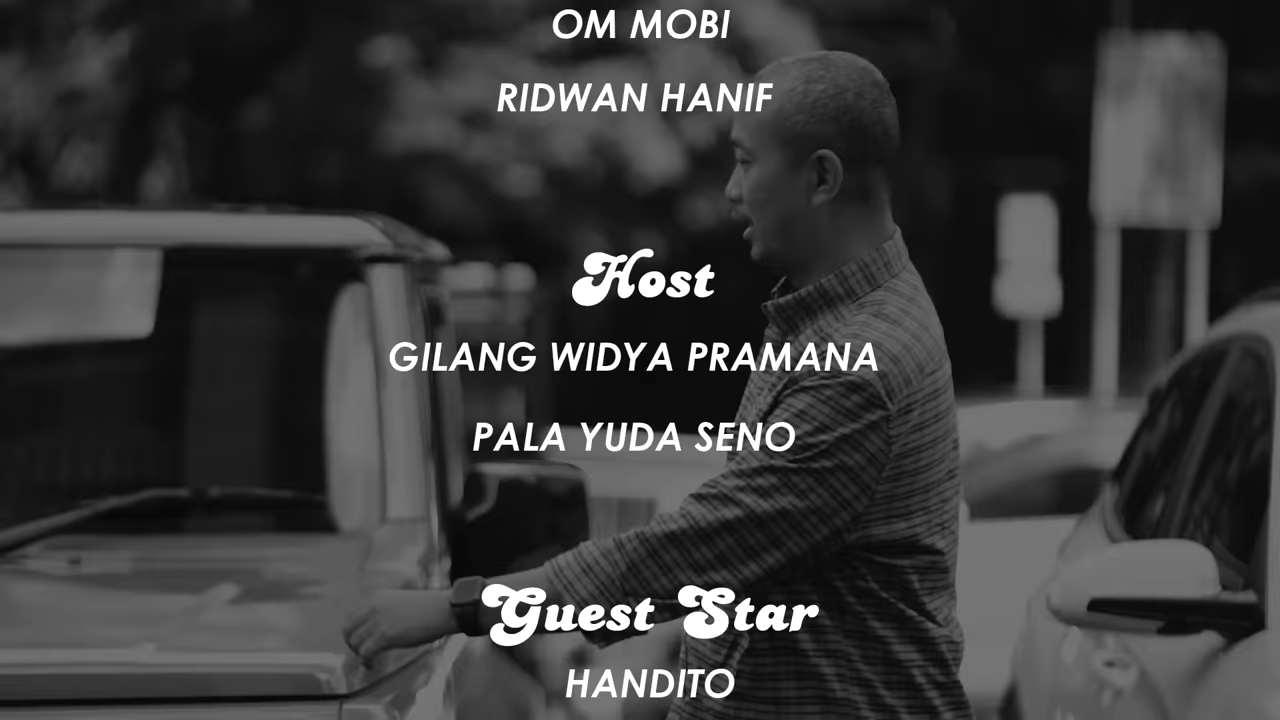 OM MOBI
RIDWAN HANIF
Host
GILANG WIDYA PRAMANA
PALA YUDA SENO
Guest Star
HANDITO